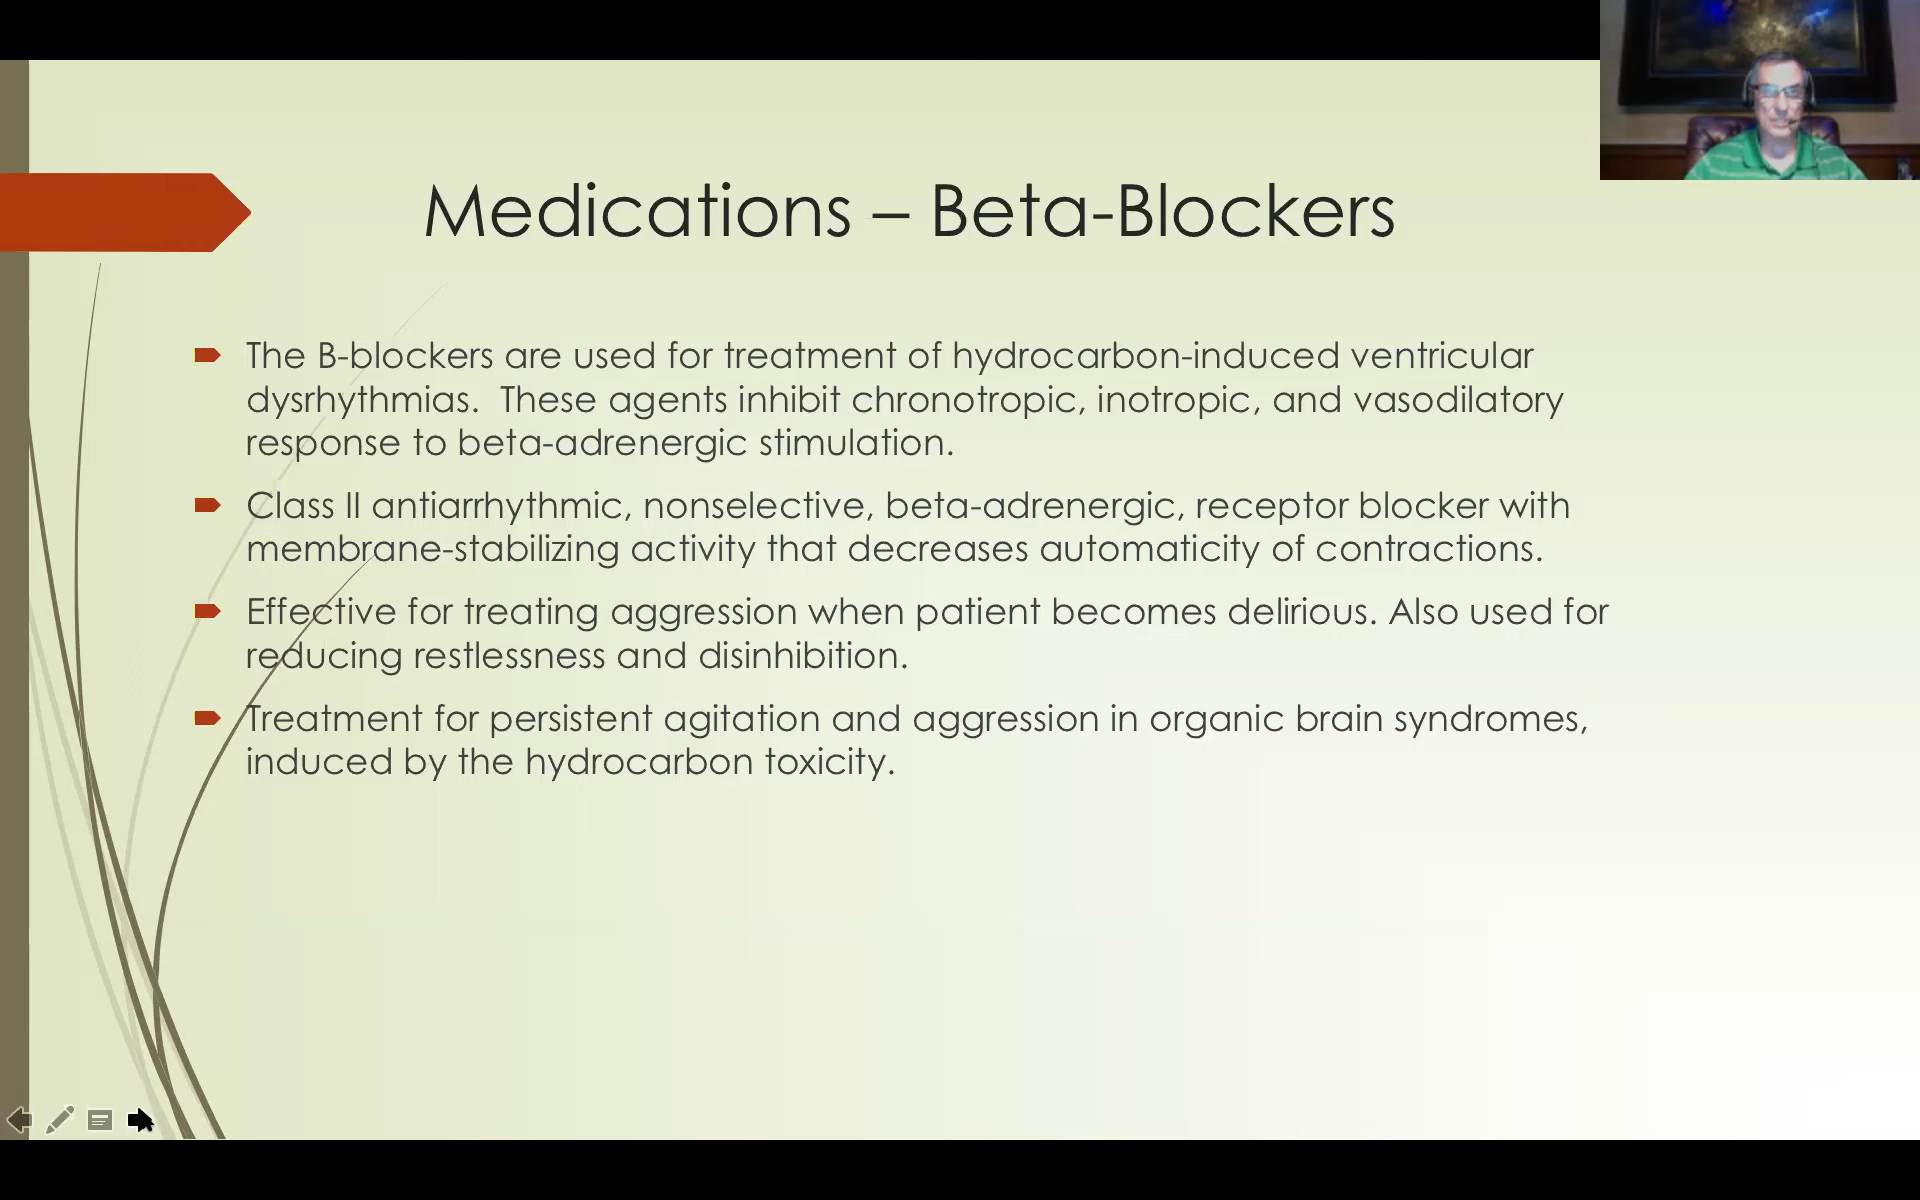 Medications – Beta-Blockers
The B-blockers are used for treatment of hydrocarbon-induced ventricular
dysrhythmias.  These agents inhibit chronotropic, inotropic, and vasodilatory
response to beta-adrenergic stimulation.
Class II antiarrhythmic, nonselective, beta-adrenergic, receptor blocker with
membrane-stabilizing activity that decreases automaticity of contractions.
Effective for treating aggression when patient becomes delirious. Also used for
reducing restlessness and disinhibition.
Treatment for persistent agitation and aggression in organic brain syndromes,
induced by the hydrocarbon toxicity.